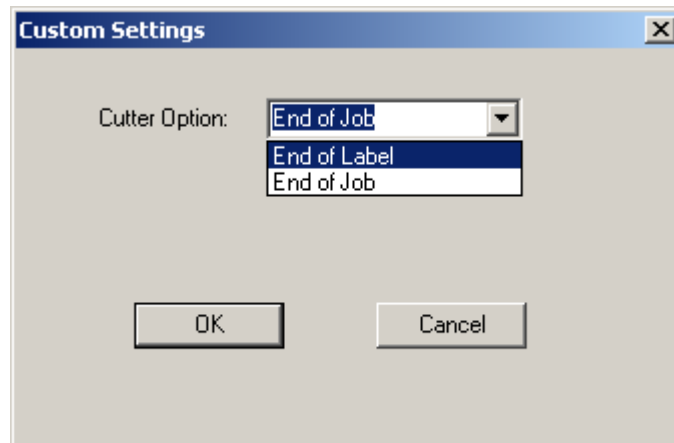 Custom Settings
Cutter Option:
End of Job
End of Label
End of Job
OK
Cancel